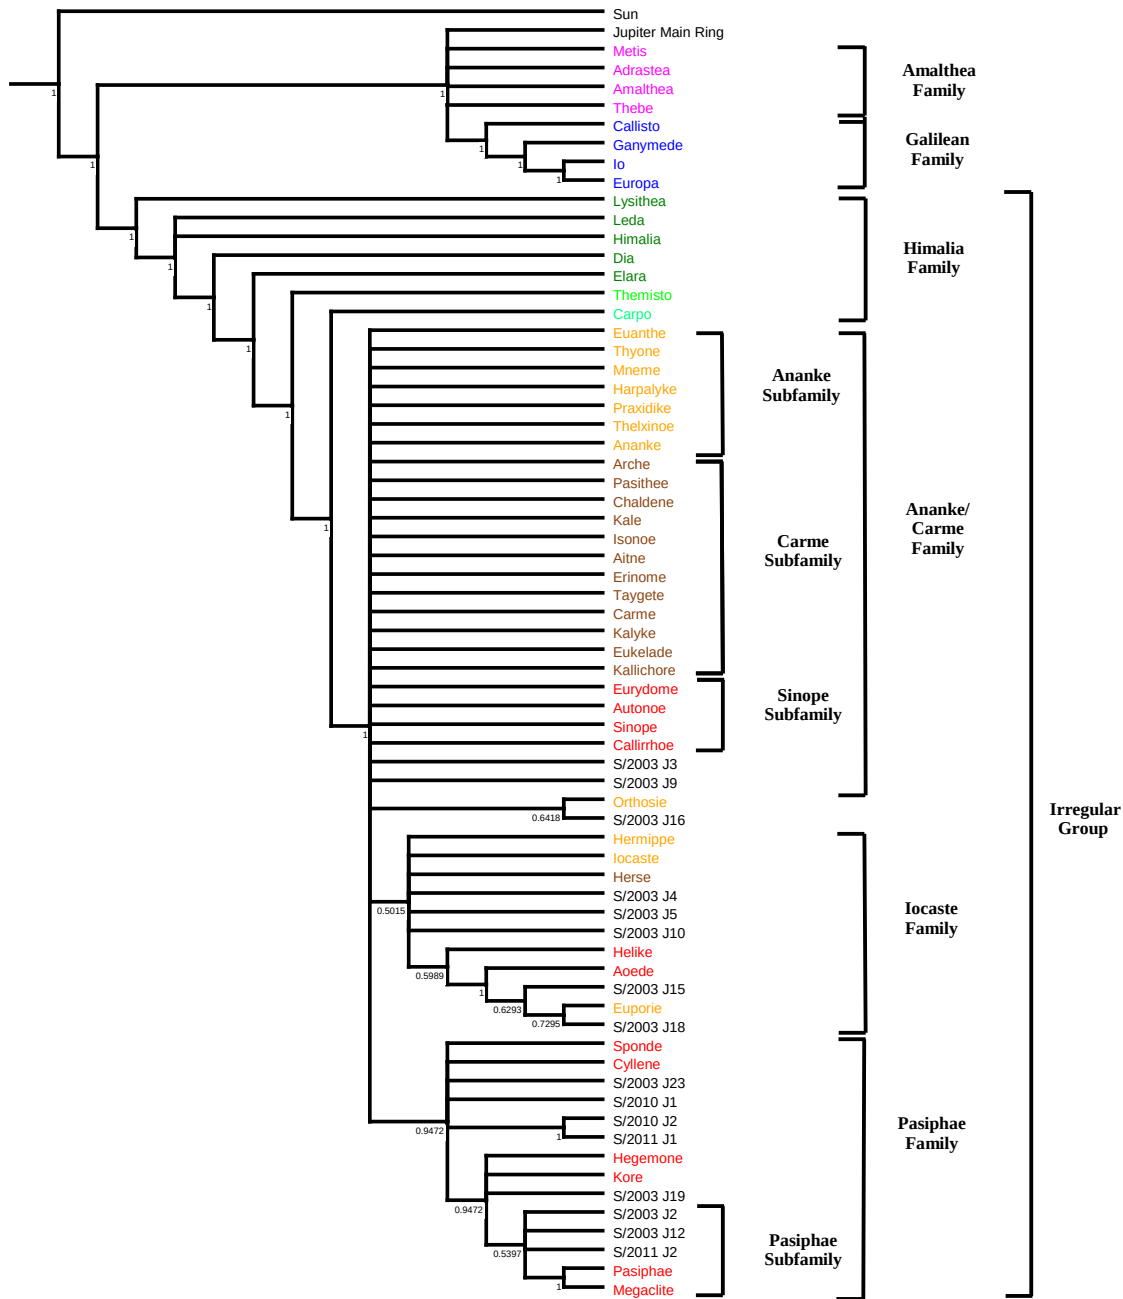 Sun
Jupiter Main Ring
Metis
Adrastea
Amalthea
Thebe
Callisto
Ganymede
Io
Europa
Lysithea
Leda
Himalia
Dia
Elara
Themisto
Carpo
Euanthe
Thyone
Mneme
Harpalyke
Praxidike
Thelxinoe
Ananke
Arche
Pasithee
Chaldene
Kale
Isonoe
Aitne
Erinome
Taygete
Carme
Kalyke
Eukelade
Kallichore
Eurydome
Autonoe
Sinope
Callirrhoe
S/2003 J3
S/2003 J9
Orthosie
S/2003 J16
Hermippe
Iocaste
Herse
S/2003 J4
S/2003 J5
S/2003 J10
Helike
Aoede
S/2003 J15
Euporie
S/2003 J18
Sponde
Cyllene
S/2003 J23
S/2010 J1
S/2010 J2
S/2011 J1
Hegemone
Kore
S/2003 J19
S/2003 J2
S/2003 J12
S/2011 J2
Pasiphae
Megaclite
1
1
1
1
1
1
1
1
1
1
1
1
1
1
0.6418
0.5015
0.5989
1
0.6293
0.7295
0.9472
1
0.9472
0.5397
1
Ananke
Subfamily
Carme
Subfamily
Sinope
Subfamily
Pasiphae
Subfamily
Amalthea
Family
Galilean
Family
Himalia
Family
Ananke/
Carme
Family
Iocaste
Family
Pasiphae
Family
Irregular
Group